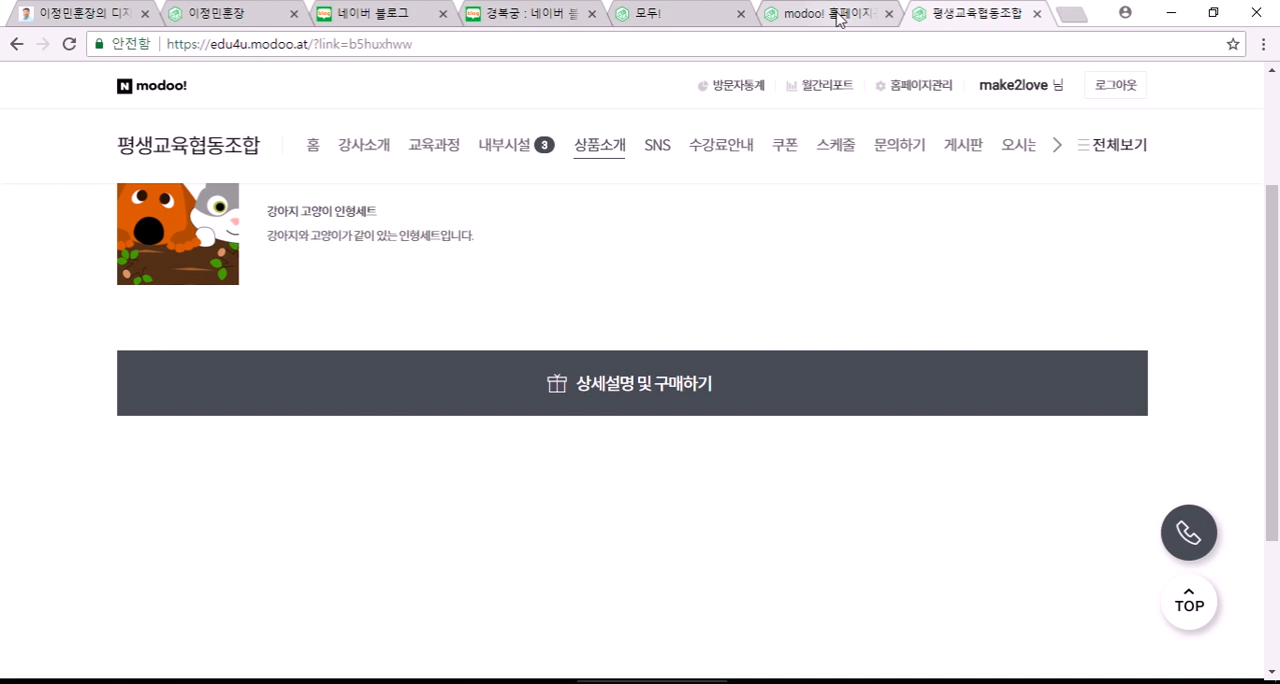 이정민훈장의 디지
이정민훈장
네이버 블로그
경복궁 : 네이버 블
모두!
modoo! 홈페이지
평생교육협동조합
안전함 https://edu4u.modoo.at/?link=b5huxhww
N modoo!
방문자통계 월간리포트 홈페이지관리 make2love 님 로그아웃
평생교육협동조합 홈 강사소개 교육과정 내부시설 3 상품소개 SNS 수강료안내 쿠폰 스케줄 문의하기 게시판 오시는 전체보기
강아지 고양이 인형세트
강아지와 고양이가 같이 있는 인형세트입니다.
상세설명 및 구매하기
TOP